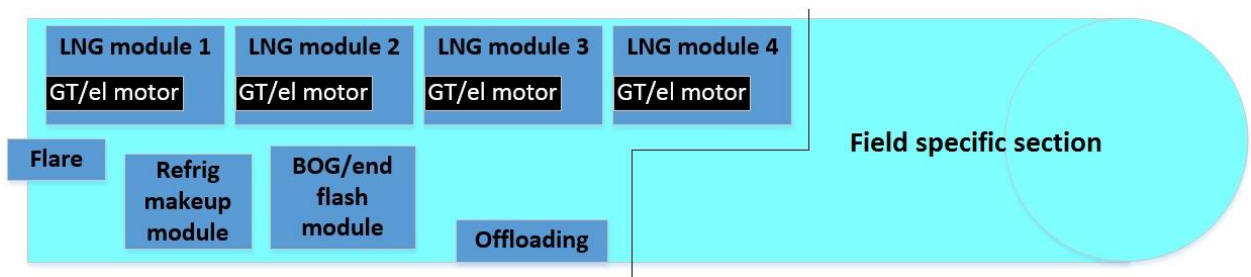 LNG module 1
GT/el motor
LNG module 2
GT/el motor
LNG module 3
GT/el motor
LNG module 4
GT/el motor
Flare
Refrig
makeup
module
BOG/end
flash
module
Offloading
Field specific section